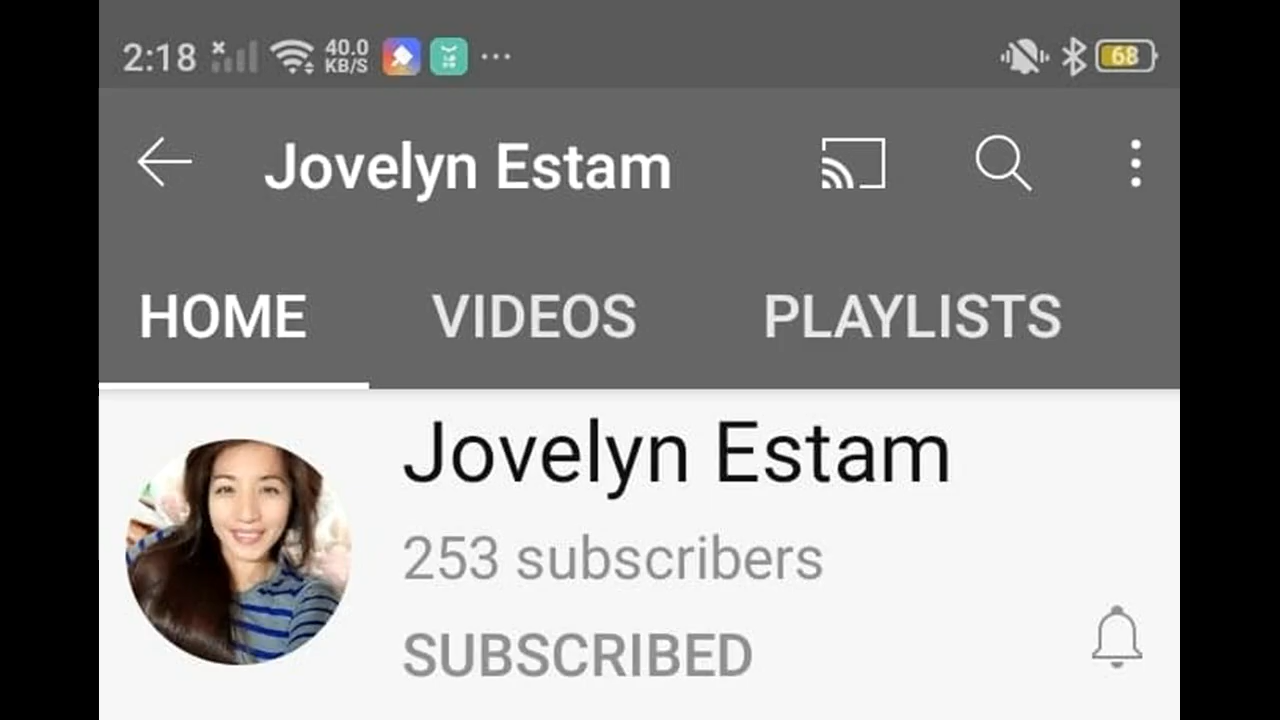 2:18 40.0 KB/S 68
Jovelyn Estam
HOME VIDEOS PLAYLISTS
Jovelyn Estam
253 subscribers
SUBSCRIBED